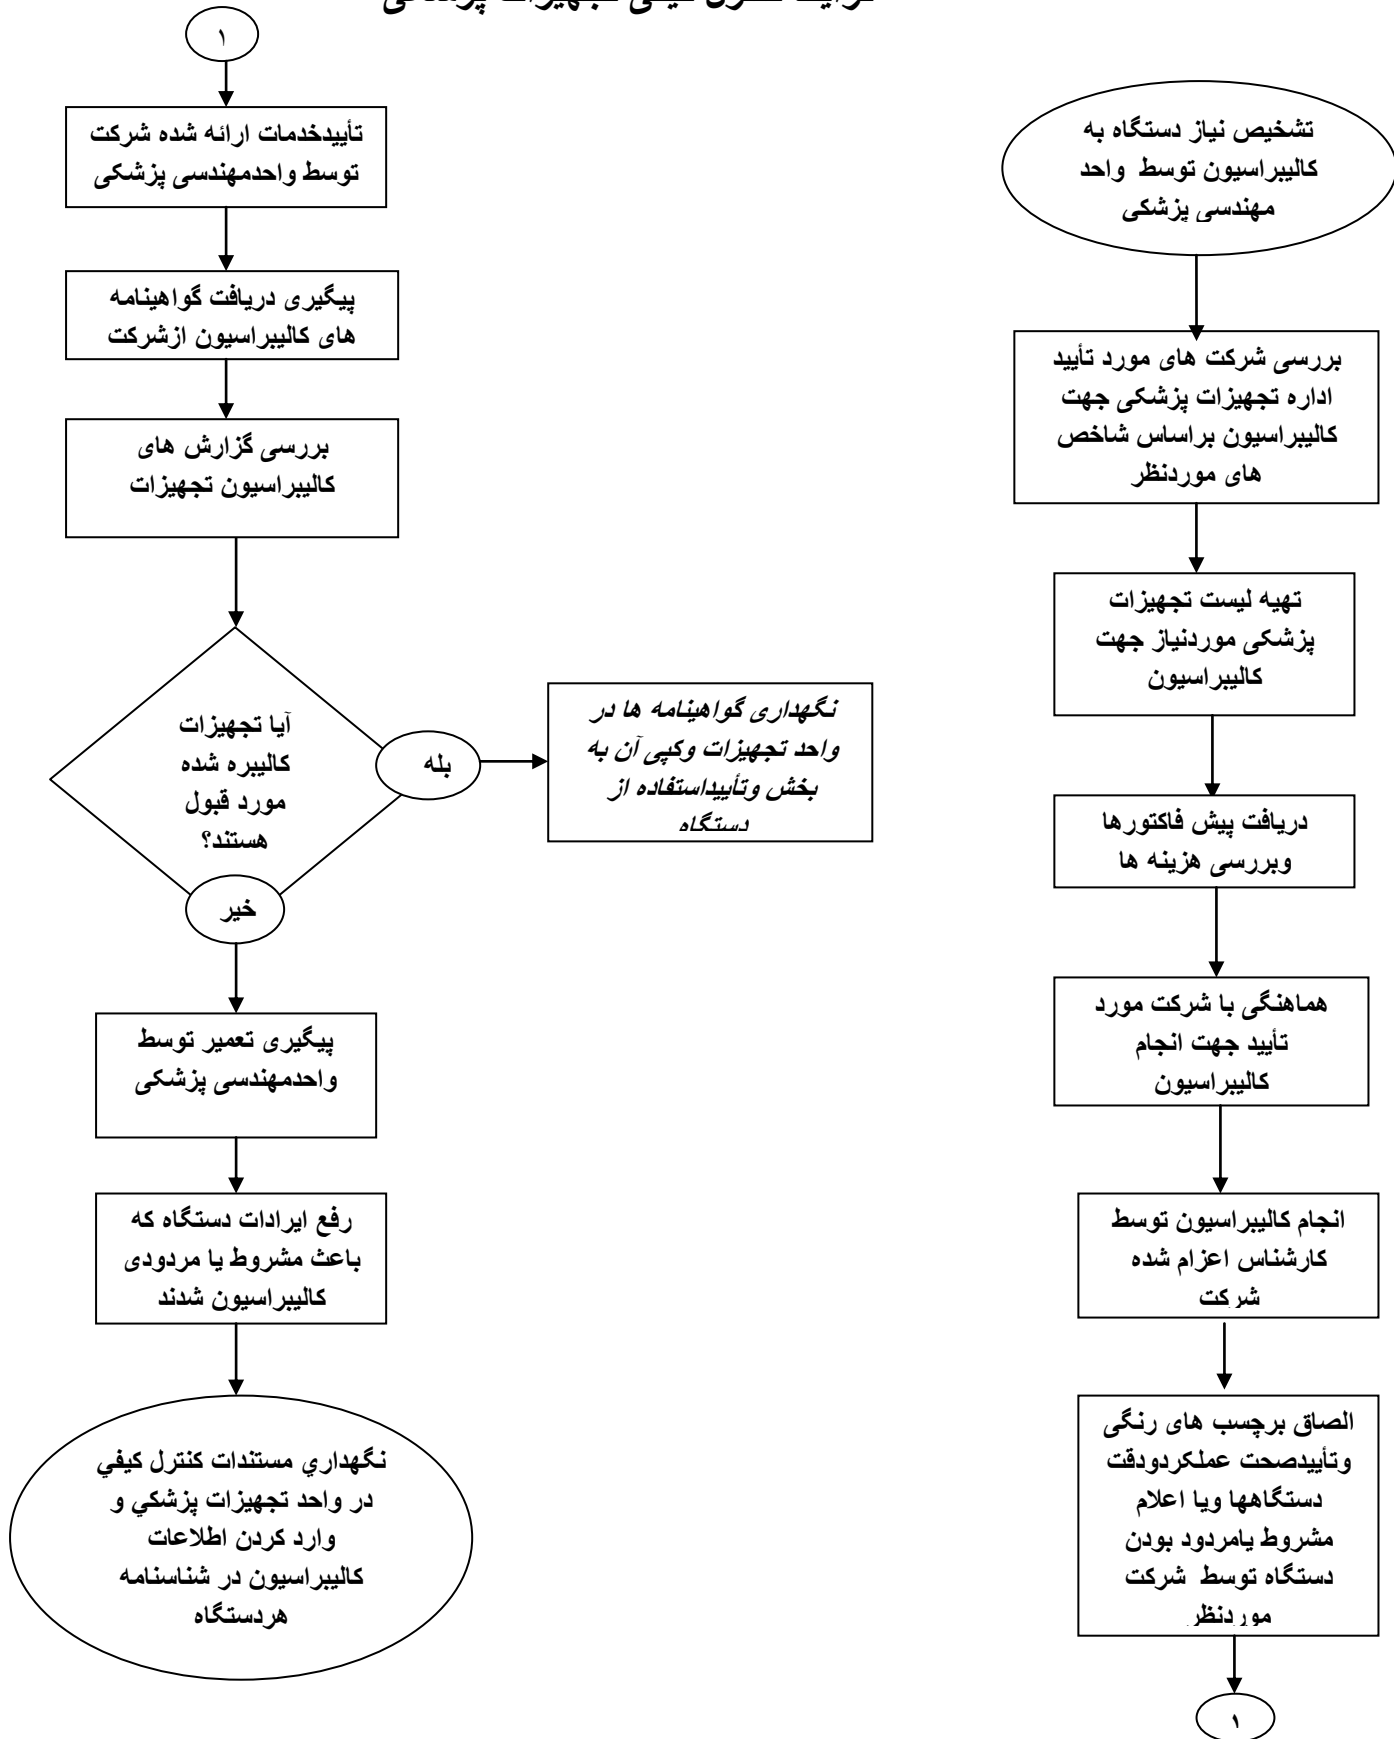 فرآیند کنترل کیفی تجهیزات پزشکی
تشخیص نیاز دستگاه به
کالیبراسیون توسط واحد
مهندسی پزشکی
بررسی شرکت های مورد تأیید
اداره تجهیزات پزشکی جهت
کالیبراسیون براساس شاخص
های موردنظر
تهیه لیست تجهیزات
پزشکی موردنیاز جهت
کالیبراسیون
دریافت پیش فاکتورها
وبررسی هزینه ها
هماهنگی با شرکت مورد
تأیید جهت انجام
کالیبراسیون
انجام کالیبراسیون توسط
کارشناس اعزام شده
شرکت
الصاق برچسب های رنگی
وتأییدصحت عملکردودقت
دستگاهها ویا اعلام
مشروط یامردود بودن
دستگاه توسط شرکت
موردنظر
۱
۱
تأییدخدمات ارائه شده شرکت
توسط واحدمهندسی پزشکی
پیگیری دریافت گواهینامه
های کالیبراسیون ازشرکت
بررسی گزارش های
کالیبراسیون تجهیزات
آیا تجهیزات
کالیبره شده
مورد قبول
هستند؟
بله
نگهداری گواهینامه ها در
واحد تجهیزات وکپی آن به
بخش وتأییداستفاده از
دستگاه
خیر
پیگیری تعمیر توسط
واحدمهندسی پزشکی
رفع ایرادات دستگاه که
باعث مشروط یا مردودی
کالیبراسیون شدند
نگهداري مستندات كنترل كيفي
در واحد تجهيزات پزشكي و
وارد كردن اطلاعات
كاليبراسيون در شناسنامه
هردستگاه